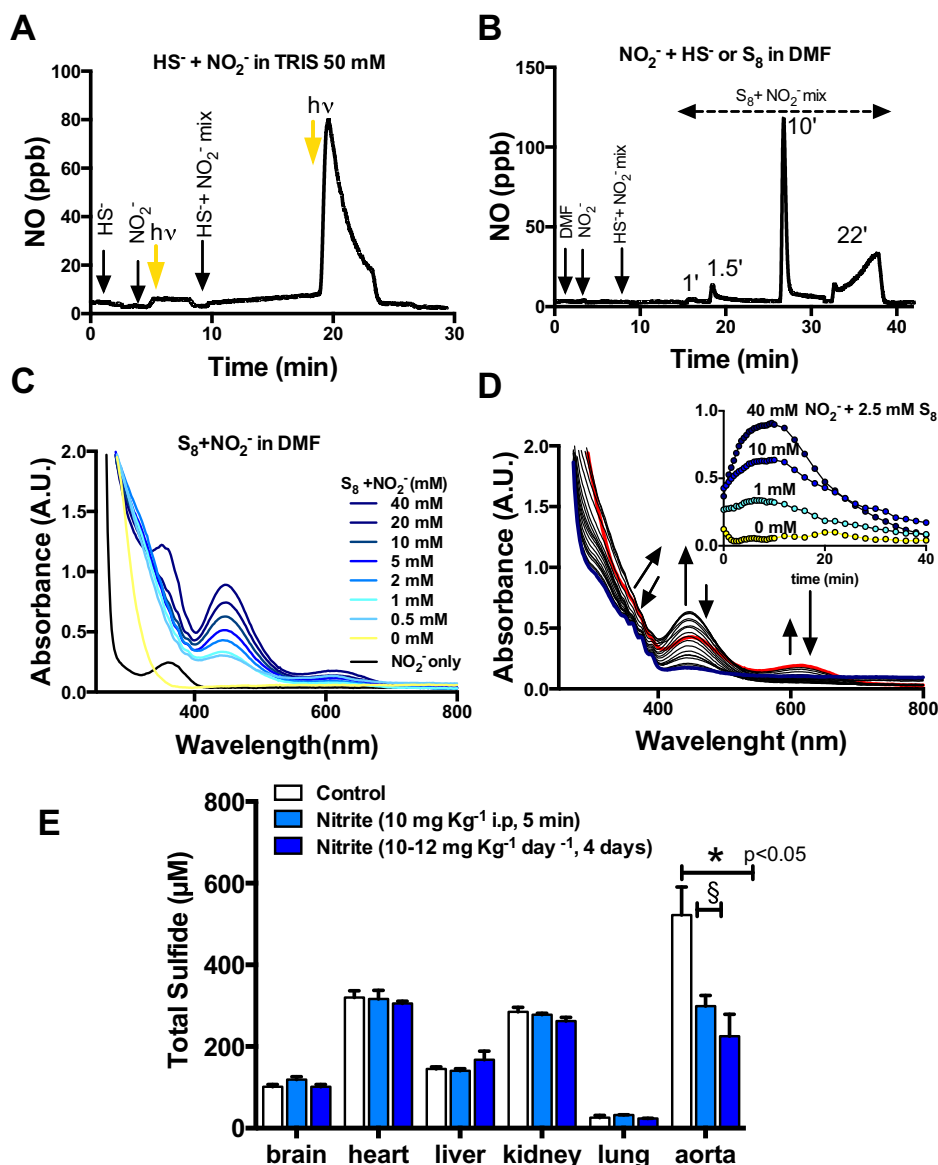 A
HS⁻ + NO₂⁻ in TRIS 50 mM
NO (ppb)
100
80
60
40
20
0
HS⁻
NO₂⁻
hν
HS⁻+ NO₂⁻ mix
hν
0
10
20
30
Time (min)
B
NO₂⁻ + HS⁻ or S₈ in DMF
NO (ppb)
150
100
50
0
DMF
NO₂⁻
HS⁻+ NO₂⁻mix
S₈+ NO₂⁻mix
1'
1.5'
10'
22'
0
10
20
30
40
Time (min)
C
S₈+NO₂⁻ in DMF
Absorbance (A.U.)
2.0
1.5
1.0
0.5
0.0
S₈ +NO₂⁻(mM)
40 mM
20 mM
10 mM
5 mM
2 mM
1 mM
0.5 mM
0 mM
NO₂⁻only
400
600
800
Wavelength(nm)
D
Absorbance (A.U.)
2.0
1.5
1.0
0.5
0.0
1.0
0.5
0.0
40 mM NO₂⁻ + 2.5 mM S₈
10 mM
1 mM
0 mM
0
20
40
time (min)
400
600
800
Wavelenght (nm)
E
Control
Nitrite (10 mg Kg⁻¹ i.p, 5 min)
Nitrite (10-12 mg Kg⁻¹ day ⁻¹, 4 days)
Total Sulfide (µM)
800
600
400
200
0
* p<0.05
§
brain
heart
liver
kidney
lung
aorta